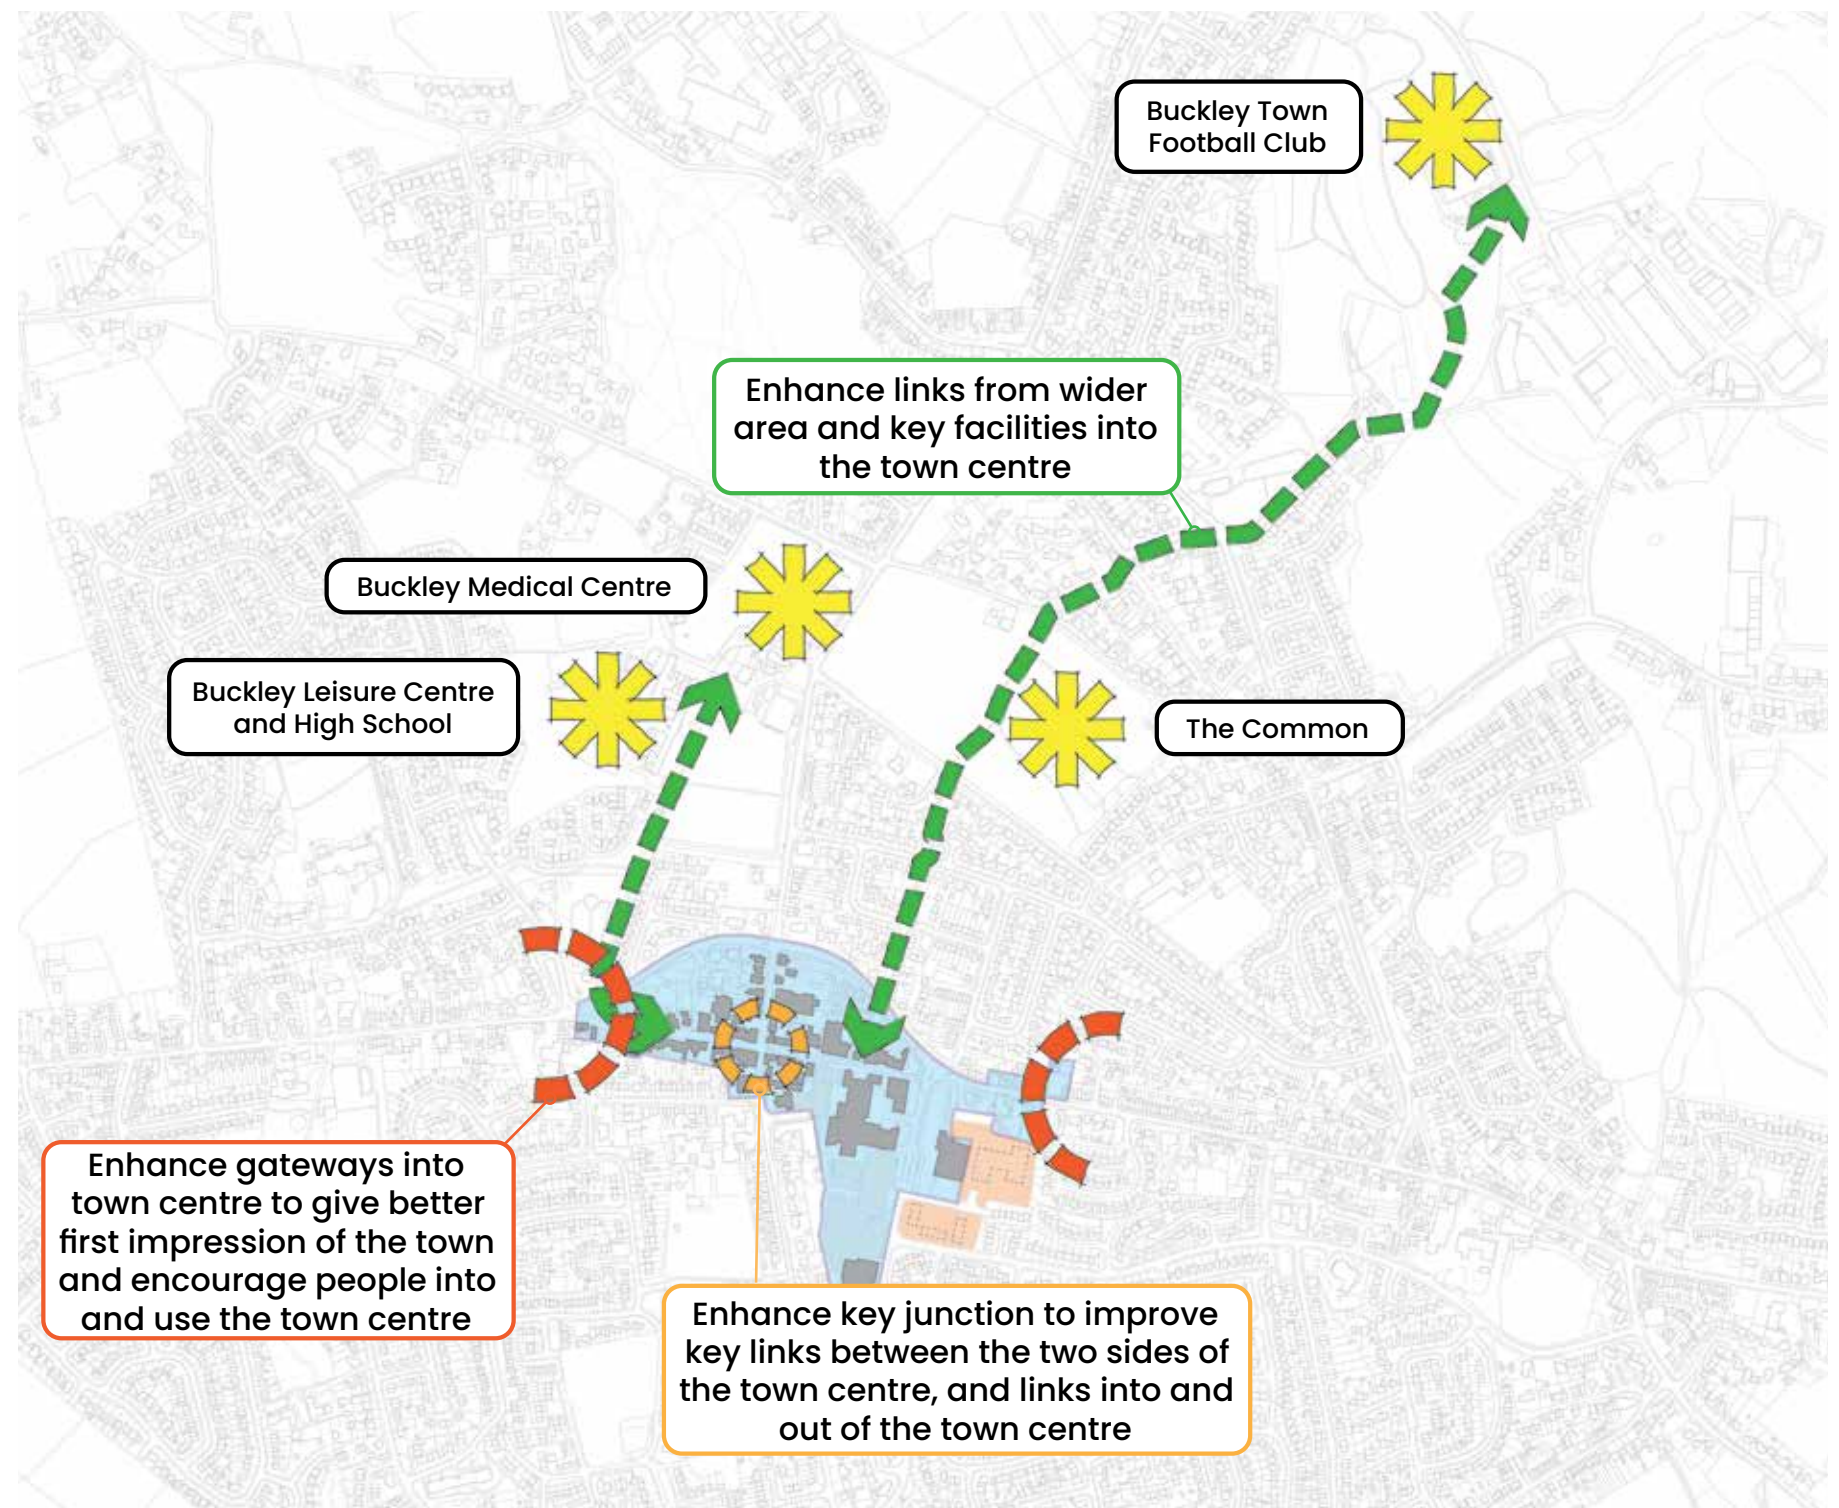 Buckley Town
Football Club
Enhance links from wider
area and key facilities into
the town centre
Buckley Medical Centre
Buckley Leisure Centre
and High School
The Common
Enhance gateways into
town centre to give better
first impression of the town
and encourage people into
and use the town centre
Enhance key junction to improve
key links between the two sides of
the town centre, and links into and
out of the town centre